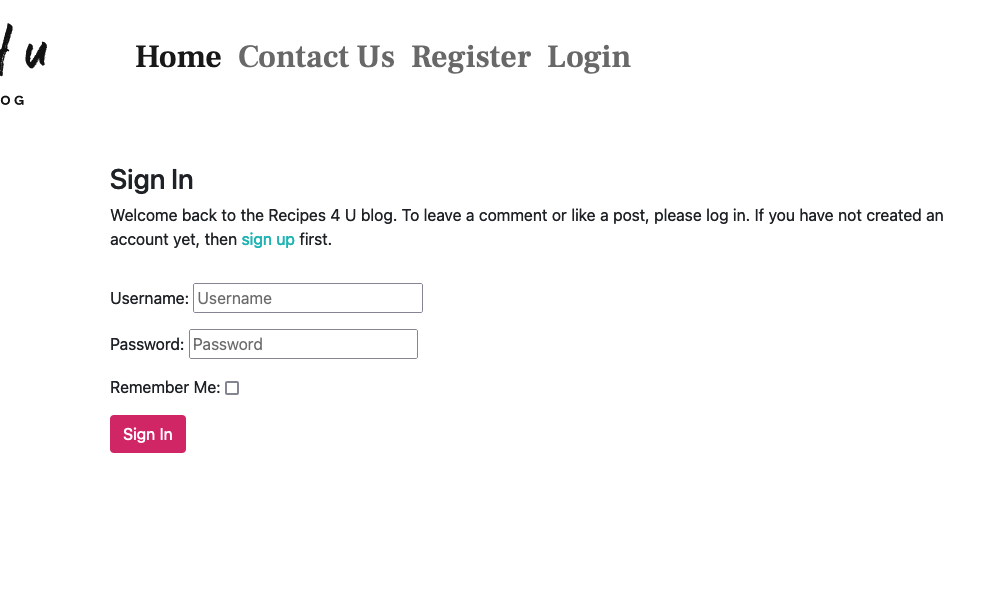 4 u
OG
Home Contact Us Register Login
Sign In
Welcome back to the Recipes 4 U blog. To leave a comment or like a post, please log in. If you have not created an
account yet, then sign up first.
Username: Username
Password: Password
Remember Me:
Sign In